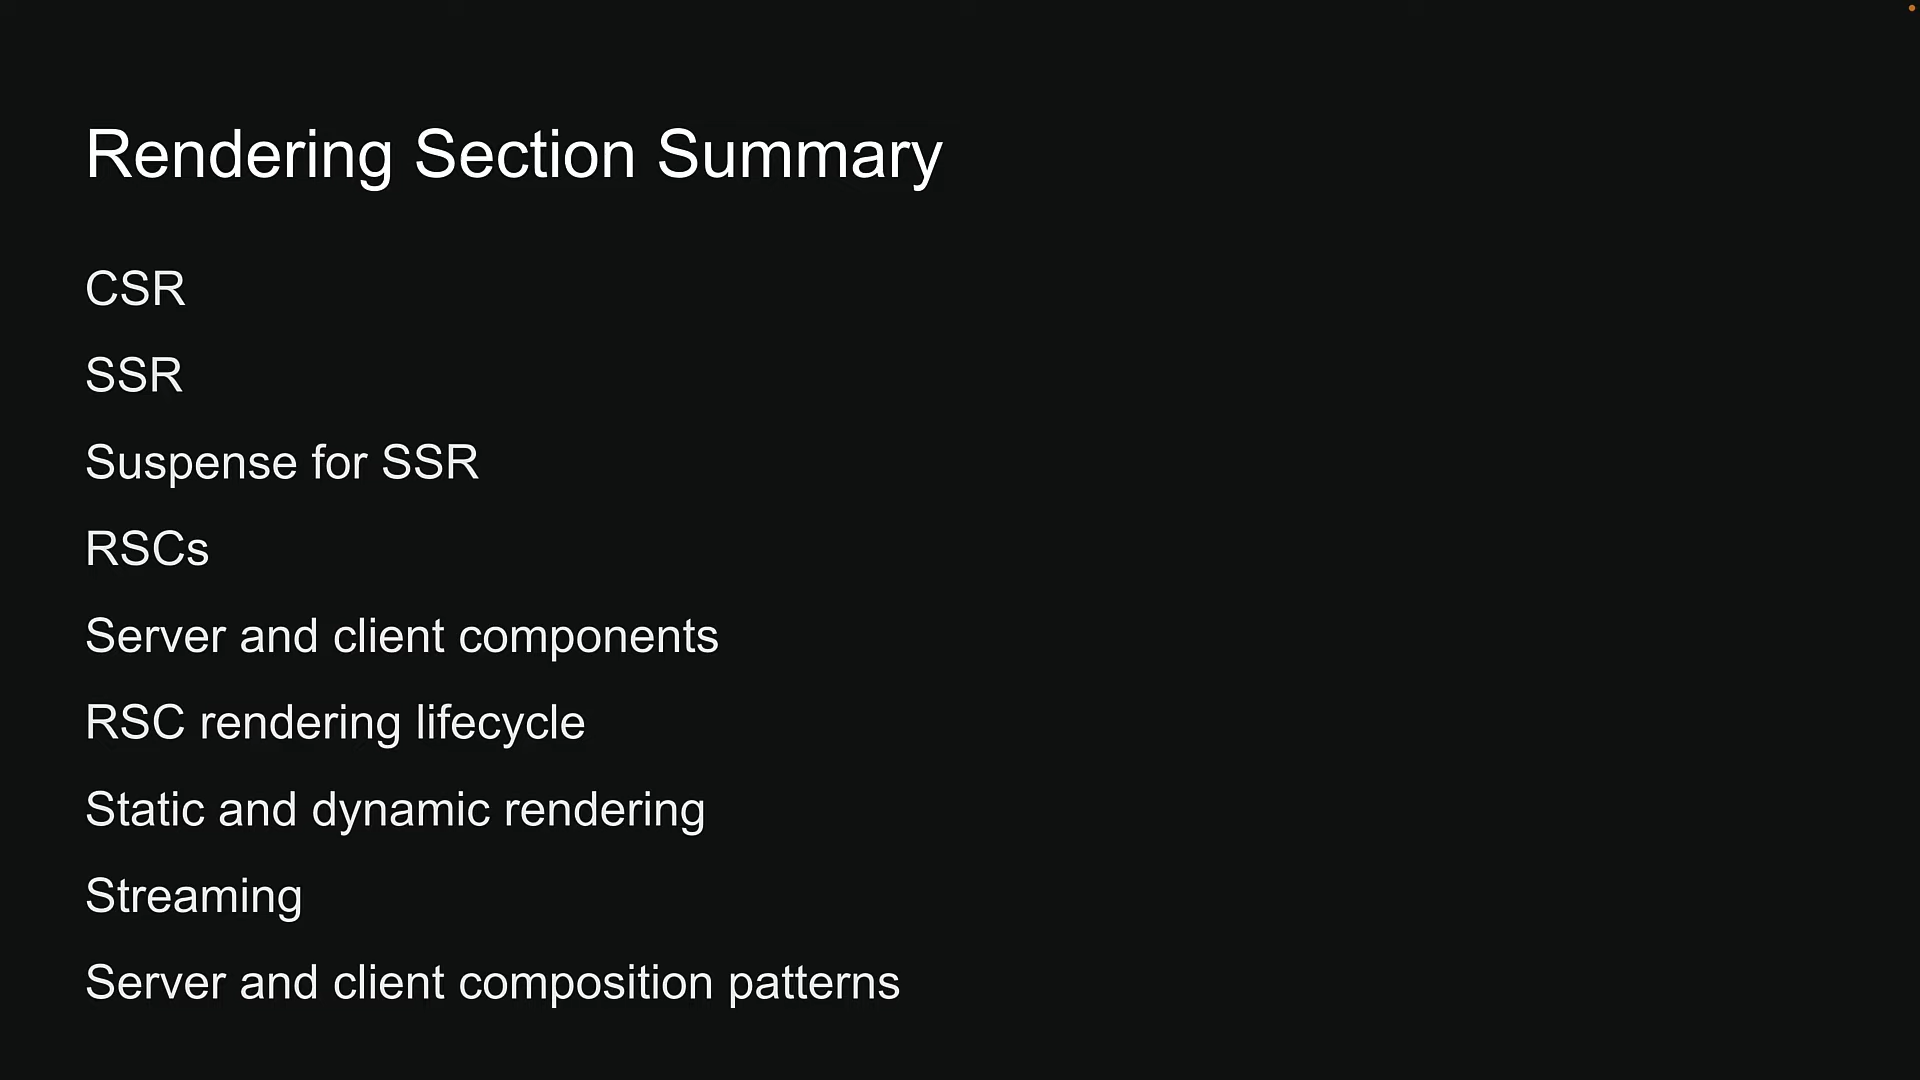 Rendering Section Summary
CSR
SSR
Suspense for SSR
RSCs
Server and client components
RSC rendering lifecycle
Static and dynamic rendering
Streaming
Server and client composition patterns